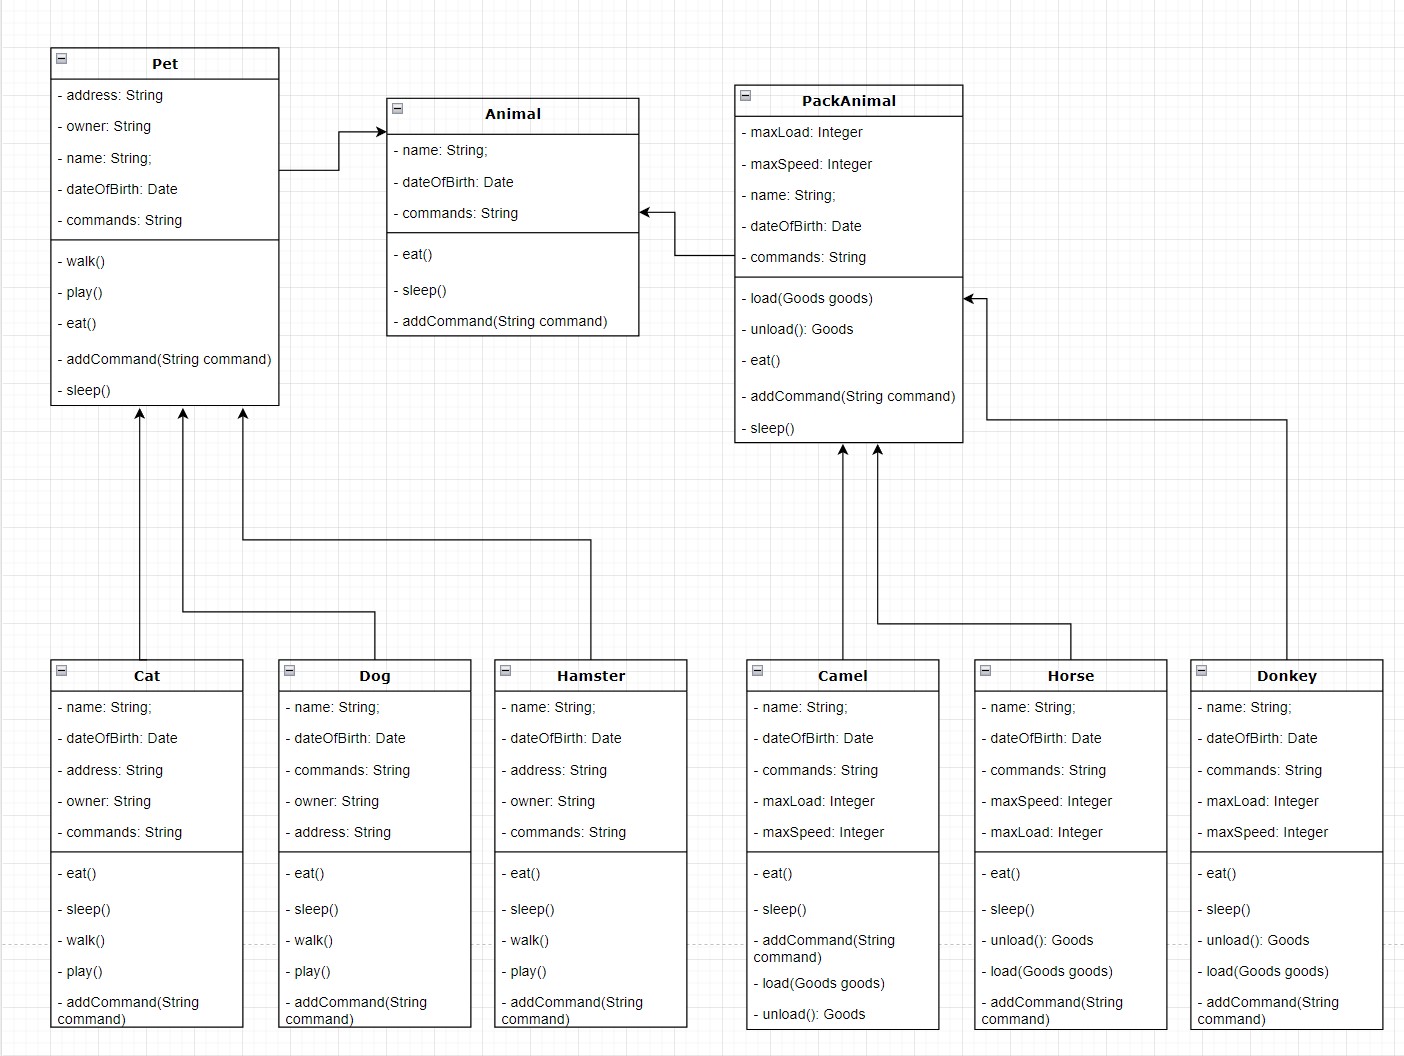 Pet
- address: String
- owner: String
- name: String;
- dateOfBirth: Date
- commands: String
- walk()
- play()
- eat()
- addCommand(String command)
- sleep()
Animal
- name: String;
- dateOfBirth: Date
- commands: String
- eat()
- sleep()
- addCommand(String command)
PackAnimal
- maxLoad: Integer
- maxSpeed: Integer
- name: String;
- dateOfBirth: Date
- commands: String
- load(Goods goods)
- unload(): Goods
- eat()
- addCommand(String command)
- sleep()
Cat
- name: String;
- dateOfBirth: Date
- address: String
- owner: String
- commands: String
- eat()
- sleep()
- walk()
- play()
- addCommand(String
command)
Dog
- name: String;
- dateOfBirth: Date
- commands: String
- owner: String
- address: String
- eat()
- sleep()
- walk()
- play()
- addCommand(String
command)
Hamster
- name: String;
- dateOfBirth: Date
- address: String
- owner: String
- commands: String
- eat()
- sleep()
- walk()
- play()
- addCommand(String
command)
Camel
- name: String;
- dateOfBirth: Date
- commands: String
- maxLoad: Integer
- maxSpeed: Integer
- eat()
- sleep()
- addCommand(String
command)
- load(Goods goods)
- unload(): Goods
Horse
- name: String;
- dateOfBirth: Date
- commands: String
- maxSpeed: Integer
- maxLoad: Integer
- eat()
- sleep()
- unload(): Goods
- load(Goods goods)
- addCommand(String
command)
Donkey
- name: String;
- dateOfBirth: Date
- commands: String
- maxLoad: Integer
- maxSpeed: Integer
- eat()
- sleep()
- unload(): Goods
- load(Goods goods)
- addCommand(String
command)